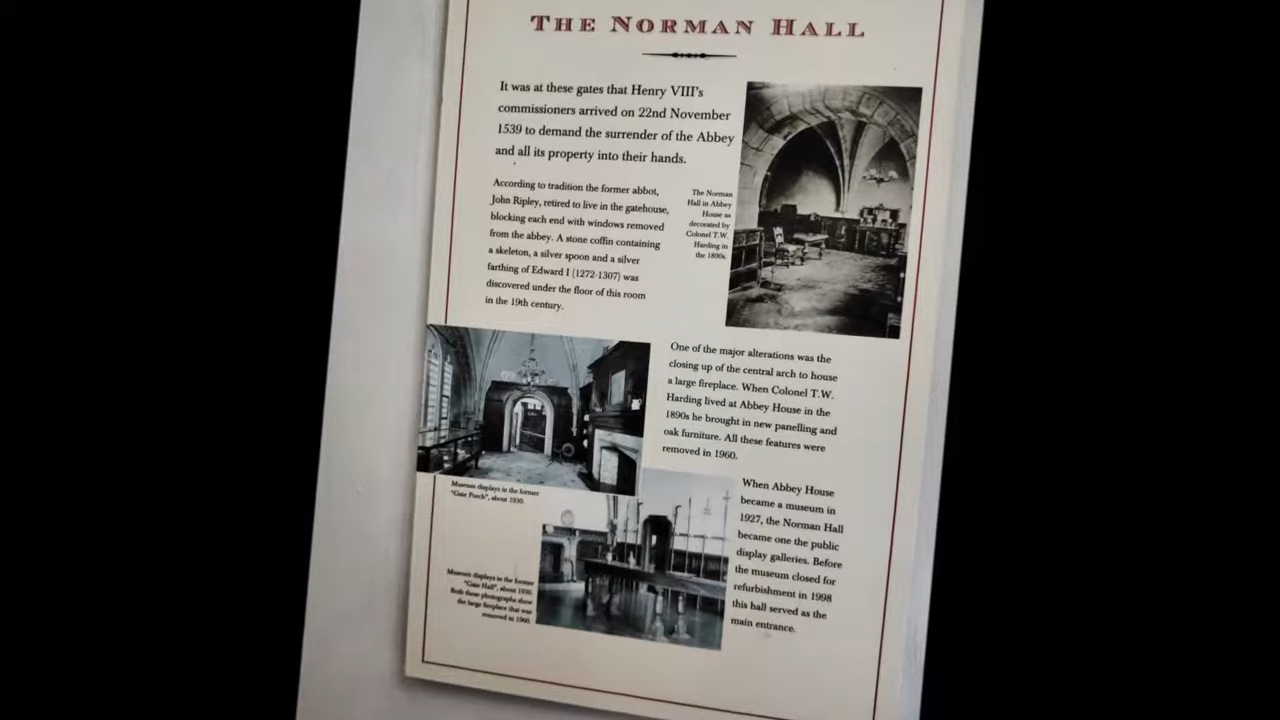 THE NORMAN HALL
It was at these gates that Henry VIII's
commissioners arrived on 22nd November
1539 to demand the surrender of the Abbey
and all its property into their hands.
According to tradition the former abbot,
John Ripley, retired to live in the gatehouse,
blocking each end with windows removed
from the abbey. A stone coffin containing
a skeleton, a silver spoon and a silver
farthing of Edward I (1272-1307) was
discovered under the floor of this room
in the 19th century.
The Norman
Hall in Abbey
House as
decorated by
Colonel T.W.
Harding in
the 1890s.
One of the major alterations was the
closing up of the central arch to house
a large fireplace. When Colonel T.W.
Harding lived at Abbey House in the
1890s he brought in new panelling and
oak furniture. All these features were
removed in 1960.
Museum displays in the former
"Gate Porch", about 1930.
When Abbey House
became a museum in
1927, the Norman Hall
became one the public
display galleries. Before
the museum closed for
refurbishment in 1998
this hall served as the
main entrance.
Museum displays in the former
"Gate Hall", about 1930.
Both these photographs show
the large fireplace that was
removed in 1960.